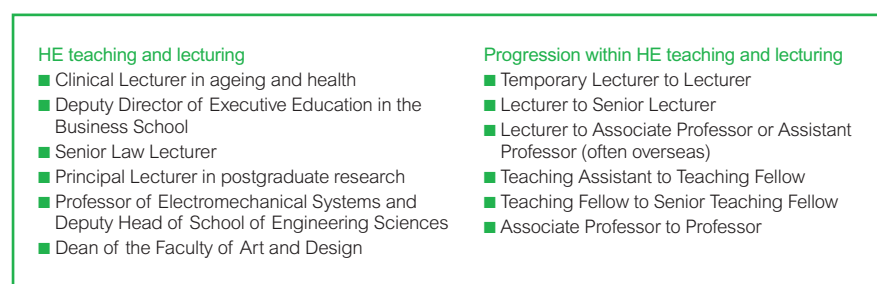 HE teaching and lecturing
■ Clinical Lecturer in ageing and health
■ Deputy Director of Executive Education in the
Business School
■ Senior Law Lecturer
■ Principal Lecturer in postgraduate research
■ Professor of Electromechanical Systems and
Deputy Head of School of Engineering Sciences
■ Dean of the Faculty of Art and Design
Progression within HE teaching and lecturing
■ Temporary Lecturer to Lecturer
■ Lecturer to Senior Lecturer
■ Lecturer to Associate Professor or Assistant
Professor (often overseas)
■ Teaching Assistant to Teaching Fellow
■ Teaching Fellow to Senior Teaching Fellow
■ Associate Professor to Professor